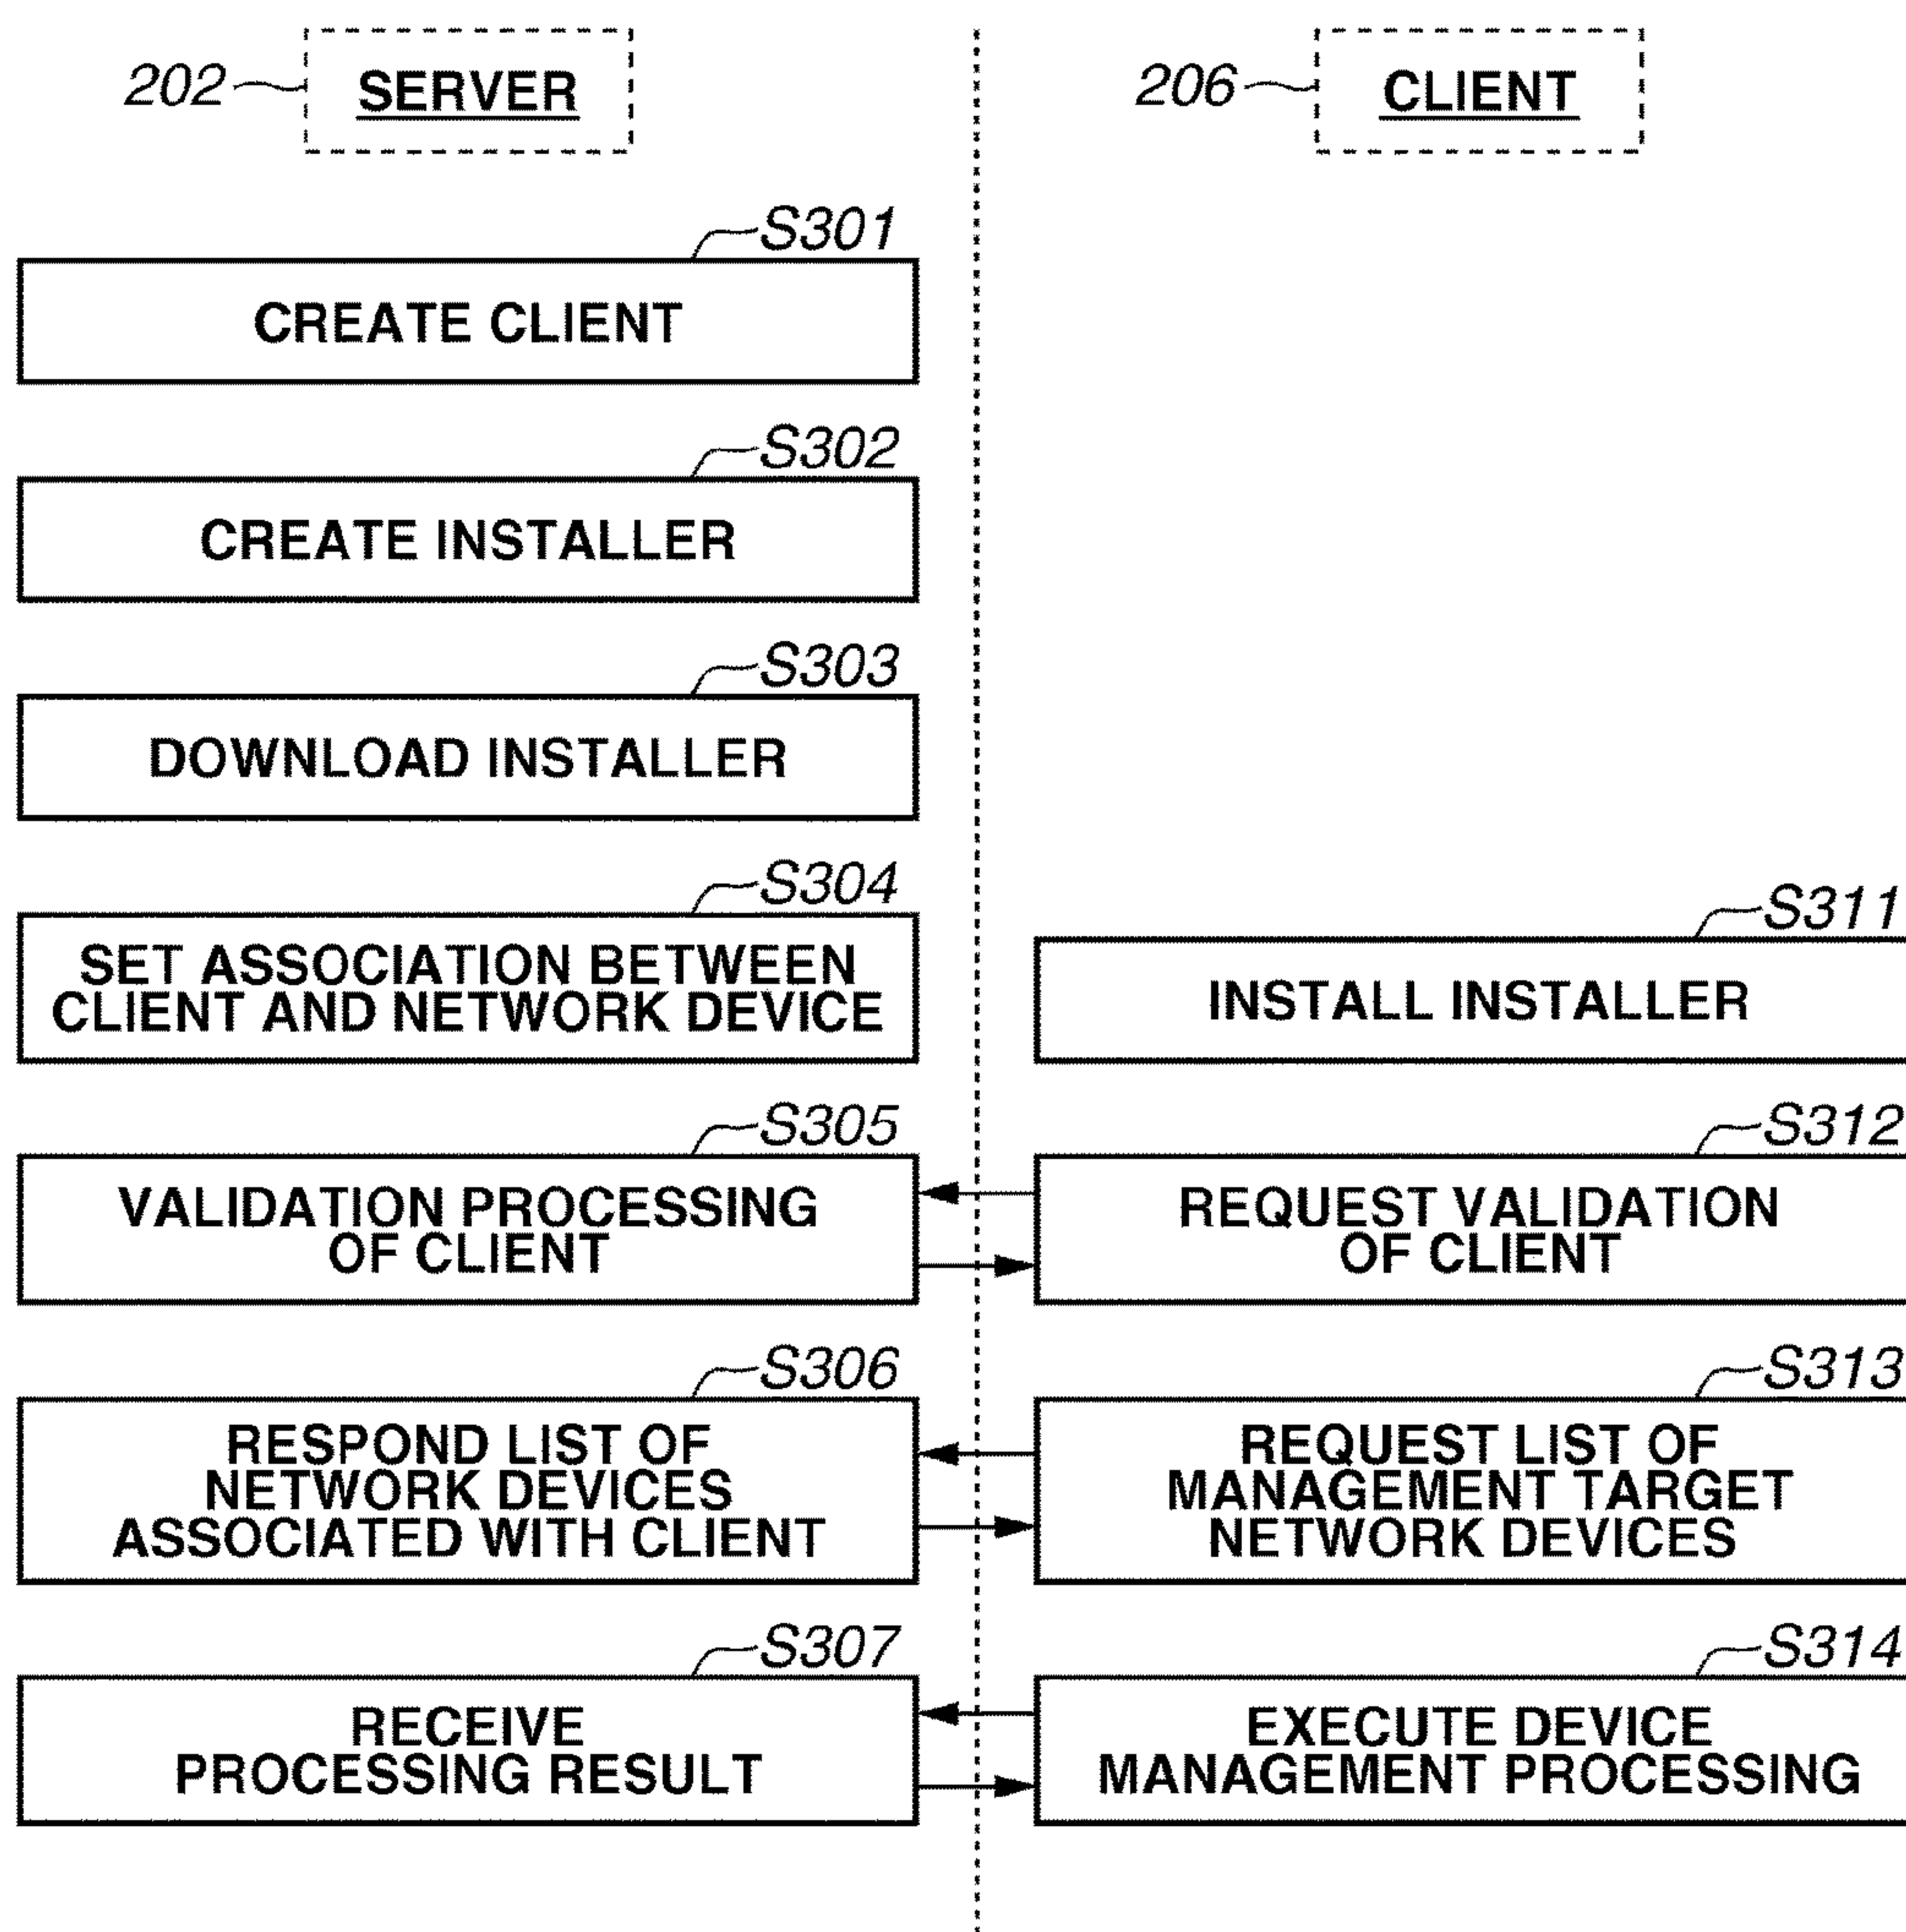 202
SERVER
206
CLIENT
S301
CREATE CLIENT
S302
CREATE INSTALLER
S303
DOWNLOAD INSTALLER
S304
SET ASSOCIATION BETWEEN
CLIENT AND NETWORK DEVICE
S311
INSTALL INSTALLER
S305
VALIDATION PROCESSING
OF CLIENT
S312
REQUEST VALIDATION
OF CLIENT
S306
RESPOND LIST OF
NETWORK DEVICES
ASSOCIATED WITH CLIENT
S313
REQUEST LIST OF
MANAGEMENT TARGET
NETWORK DEVICES
S307
RECEIVE
PROCESSING RESULT
S314
EXECUTE DEVICE
MANAGEMENT PROCESSING